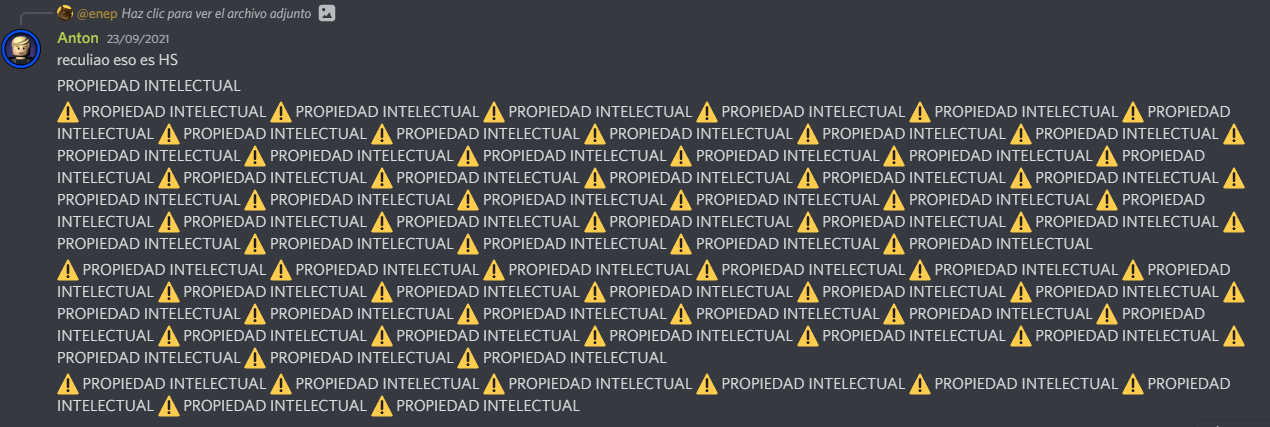 @enep Haz clic para ver el archivo adjunto
Anton 23/09/2021
reculiao eso es HS
PROPIEDAD INTELECTUAL
⚠️ PROPIEDAD INTELECTUAL ⚠️ PROPIEDAD INTELECTUAL ⚠️ PROPIEDAD INTELECTUAL ⚠️ PROPIEDAD INTELECTUAL ⚠️ PROPIEDAD INTELECTUAL ⚠️ PROPIEDAD
INTELECTUAL ⚠️ PROPIEDAD INTELECTUAL ⚠️ PROPIEDAD INTELECTUAL ⚠️ PROPIEDAD INTELECTUAL ⚠️ PROPIEDAD INTELECTUAL ⚠️ PROPIEDAD INTELECTUAL ⚠️
PROPIEDAD INTELECTUAL ⚠️ PROPIEDAD INTELECTUAL ⚠️ PROPIEDAD INTELECTUAL ⚠️ PROPIEDAD INTELECTUAL ⚠️ PROPIEDAD INTELECTUAL ⚠️ PROPIEDAD
INTELECTUAL ⚠️ PROPIEDAD INTELECTUAL ⚠️ PROPIEDAD INTELECTUAL ⚠️ PROPIEDAD INTELECTUAL ⚠️ PROPIEDAD INTELECTUAL ⚠️ PROPIEDAD INTELECTUAL ⚠️
PROPIEDAD INTELECTUAL ⚠️ PROPIEDAD INTELECTUAL ⚠️ PROPIEDAD INTELECTUAL ⚠️ PROPIEDAD INTELECTUAL ⚠️ PROPIEDAD INTELECTUAL ⚠️ PROPIEDAD
INTELECTUAL ⚠️ PROPIEDAD INTELECTUAL ⚠️ PROPIEDAD INTELECTUAL ⚠️ PROPIEDAD INTELECTUAL ⚠️ PROPIEDAD INTELECTUAL ⚠️ PROPIEDAD INTELECTUAL ⚠️
PROPIEDAD INTELECTUAL ⚠️ PROPIEDAD INTELECTUAL ⚠️ PROPIEDAD INTELECTUAL ⚠️ PROPIEDAD INTELECTUAL ⚠️ PROPIEDAD INTELECTUAL
⚠️ PROPIEDAD INTELECTUAL ⚠️ PROPIEDAD INTELECTUAL ⚠️ PROPIEDAD INTELECTUAL ⚠️ PROPIEDAD INTELECTUAL ⚠️ PROPIEDAD INTELECTUAL ⚠️ PROPIEDAD
INTELECTUAL ⚠️ PROPIEDAD INTELECTUAL ⚠️ PROPIEDAD INTELECTUAL ⚠️ PROPIEDAD INTELECTUAL ⚠️ PROPIEDAD INTELECTUAL ⚠️ PROPIEDAD INTELECTUAL ⚠️
PROPIEDAD INTELECTUAL ⚠️ PROPIEDAD INTELECTUAL ⚠️ PROPIEDAD INTELECTUAL ⚠️ PROPIEDAD INTELECTUAL ⚠️ PROPIEDAD INTELECTUAL ⚠️ PROPIEDAD
INTELECTUAL ⚠️ PROPIEDAD INTELECTUAL ⚠️ PROPIEDAD INTELECTUAL ⚠️ PROPIEDAD INTELECTUAL ⚠️ PROPIEDAD INTELECTUAL ⚠️ PROPIEDAD INTELECTUAL ⚠️
PROPIEDAD INTELECTUAL ⚠️ PROPIEDAD INTELECTUAL ⚠️ PROPIEDAD INTELECTUAL
⚠️ PROPIEDAD INTELECTUAL ⚠️ PROPIEDAD INTELECTUAL ⚠️ PROPIEDAD INTELECTUAL ⚠️ PROPIEDAD INTELECTUAL ⚠️ PROPIEDAD INTELECTUAL ⚠️ PROPIEDAD
INTELECTUAL ⚠️ PROPIEDAD INTELECTUAL ⚠️ PROPIEDAD INTELECTUAL